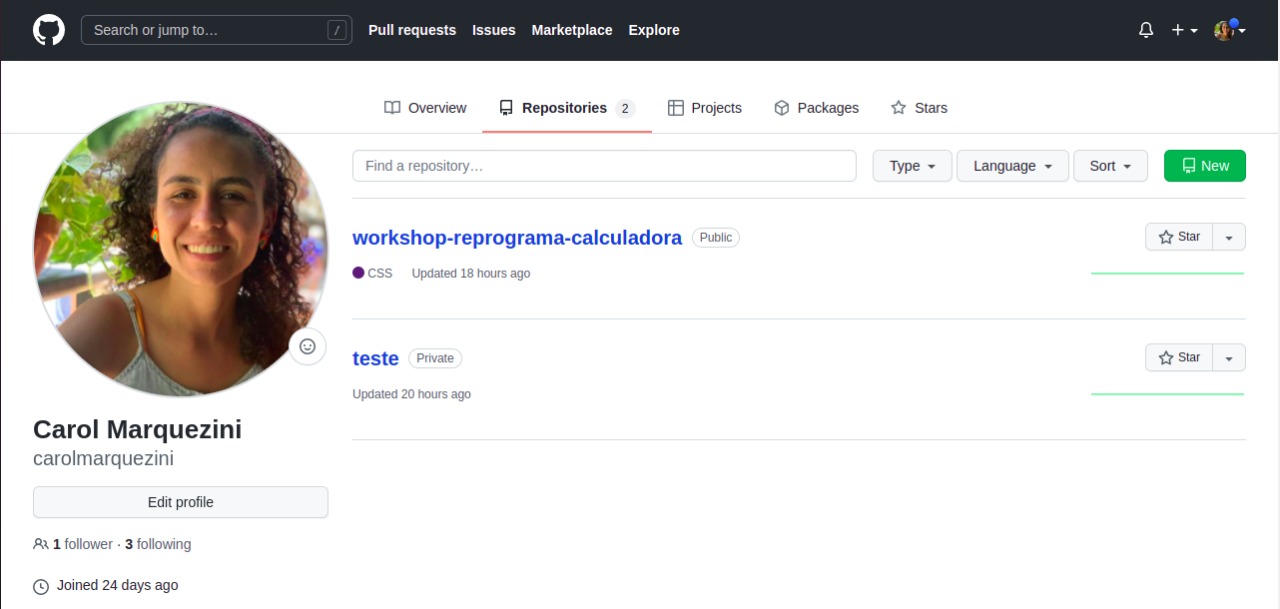 Search or jump to… /
Pull requests Issues Marketplace Explore
Overview Repositories 2 Projects Packages Stars
Find a repository… Type Language Sort New
workshop-reprograma-calculadora Public Star
CSS Updated 18 hours ago
teste Private Star
Updated 20 hours ago
Carol Marquezini
carolmarquezini
Edit profile
1 follower · 3 following
Joined 24 days ago